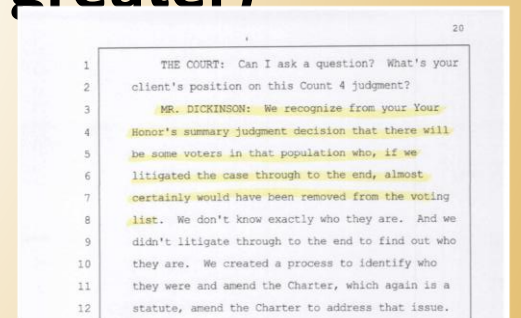 greater)
20
1 THE COURT: Can I ask a question? What's your
2 client's position on this Count 4 judgment?
3 MR. DICKINSON: We recognize from your Your
4 Honor's summary judgment decision that there will
5 be some voters in that population who, if we
6 litigated the case through to the end, almost
7 certainly would have been removed from the voting
8 list. We don't know exactly who they are. And we
9 didn't litigate through to the end to find out who
10 they are. We created a process to identify who
11 they were and amend the Charter, which again is a
12 statute, amend the Charter to address that issue.